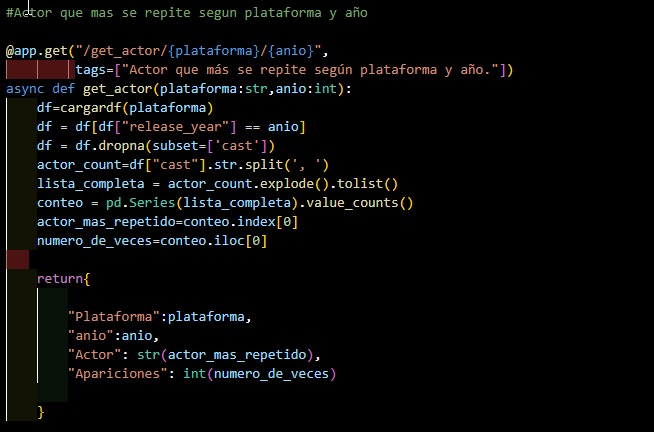 #Actor que mas se repite segun plataforma y año
@app.get("/get_actor/{plataforma}/{anio}",
tags=["Actor que más se repite según plataforma y año."])
async def get_actor(plataforma:str,anio:int):
df=cargardf(plataforma)
df = df[df["release_year"] == anio]
df = df.dropna(subset=['cast'])
actor_count=df["cast"].str.split(', ')
lista_completa = actor_count.explode().tolist()
conteo = pd.Series(lista_completa).value_counts()
actor_mas_repetido=conteo.index[0]
numero_de_veces=conteo.iloc[0]
return{
"Plataforma":plataforma,
"anio":anio,
"Actor": str(actor_mas_repetido),
"Apariciones": int(numero_de_veces)
}